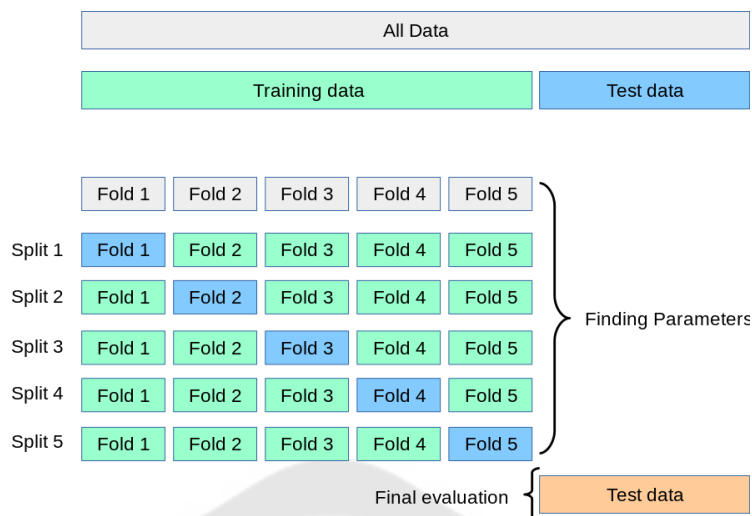 All Data
Training data Test data
Fold 1 Fold 2 Fold 3 Fold 4 Fold 5
Split 1 Fold 1 Fold 2 Fold 3 Fold 4 Fold 5
Split 2 Fold 1 Fold 2 Fold 3 Fold 4 Fold 5
Finding Parameters
Split 3 Fold 1 Fold 2 Fold 3 Fold 4 Fold 5
Split 4 Fold 1 Fold 2 Fold 3 Fold 4 Fold 5
Split 5 Fold 1 Fold 2 Fold 3 Fold 4 Fold 5
Final evaluation Test data